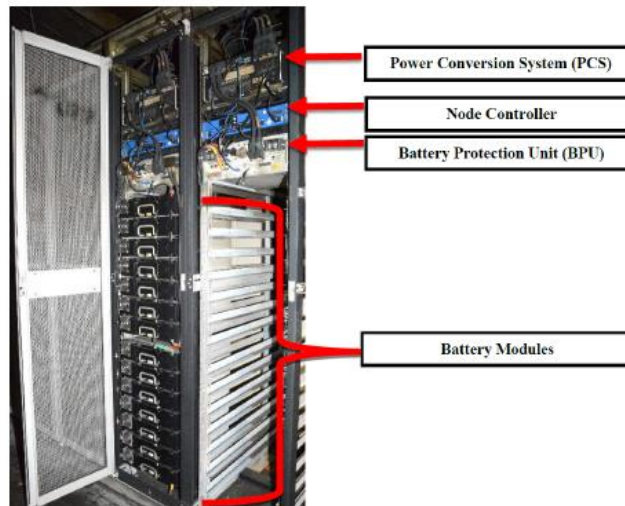 Power Conversion System (PCS)
Node Controller
Battery Protection Unit (BPU)
Battery Modules